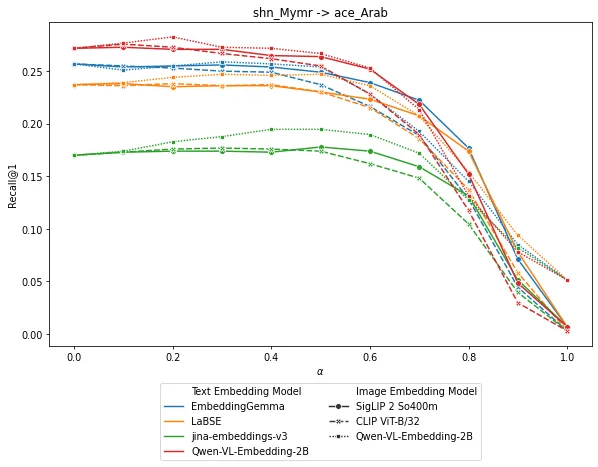 shn_Mymr -> ace_Arab
Recall@1
0.25
0.20
0.15
0.10
0.05
0.00
0.0 0.2 0.4 0.6 0.8 1.0
α
Text Embedding Model Image Embedding Model
EmbeddingGemma SigLIP 2 So400m
LaBSE CLIP ViT-B/32
jina-embeddings-v3 Qwen-VL-Embedding-2B
Qwen-VL-Embedding-2B